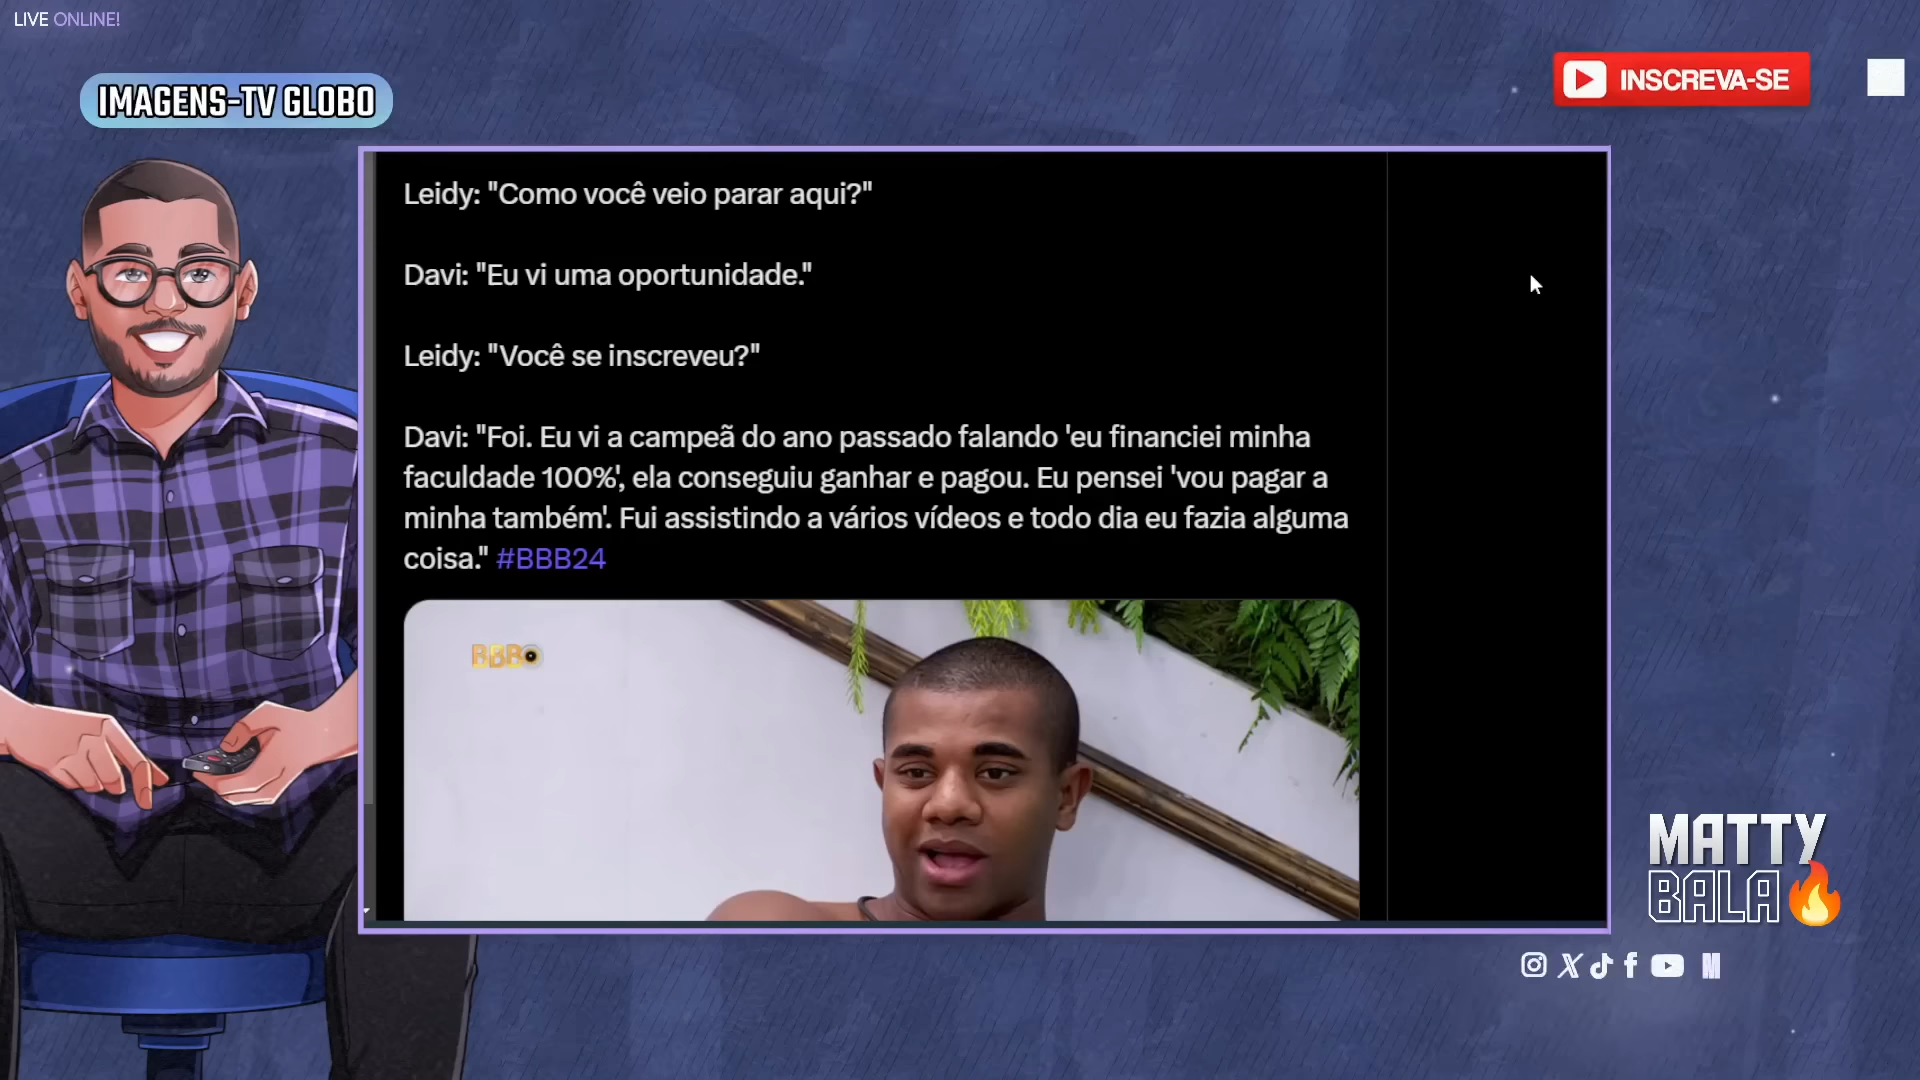 LIVE ONLINE!
IMAGENS-TV GLOBO
INSCREVA-SE
Leidy: "Como você veio parar aqui?"
Davi: "Eu vi uma oportunidade."
Leidy: "Você se inscreveu?"
Davi: "Foi. Eu vi a campeã do ano passado falando 'eu financiei minha
faculdade 100%', ela conseguiu ganhar e pagou. Eu pensei 'vou pagar a
minha também'. Fui assistindo a vários vídeos e todo dia eu fazia alguma
coisa." #BBB24
BBB
MATTY
BALA